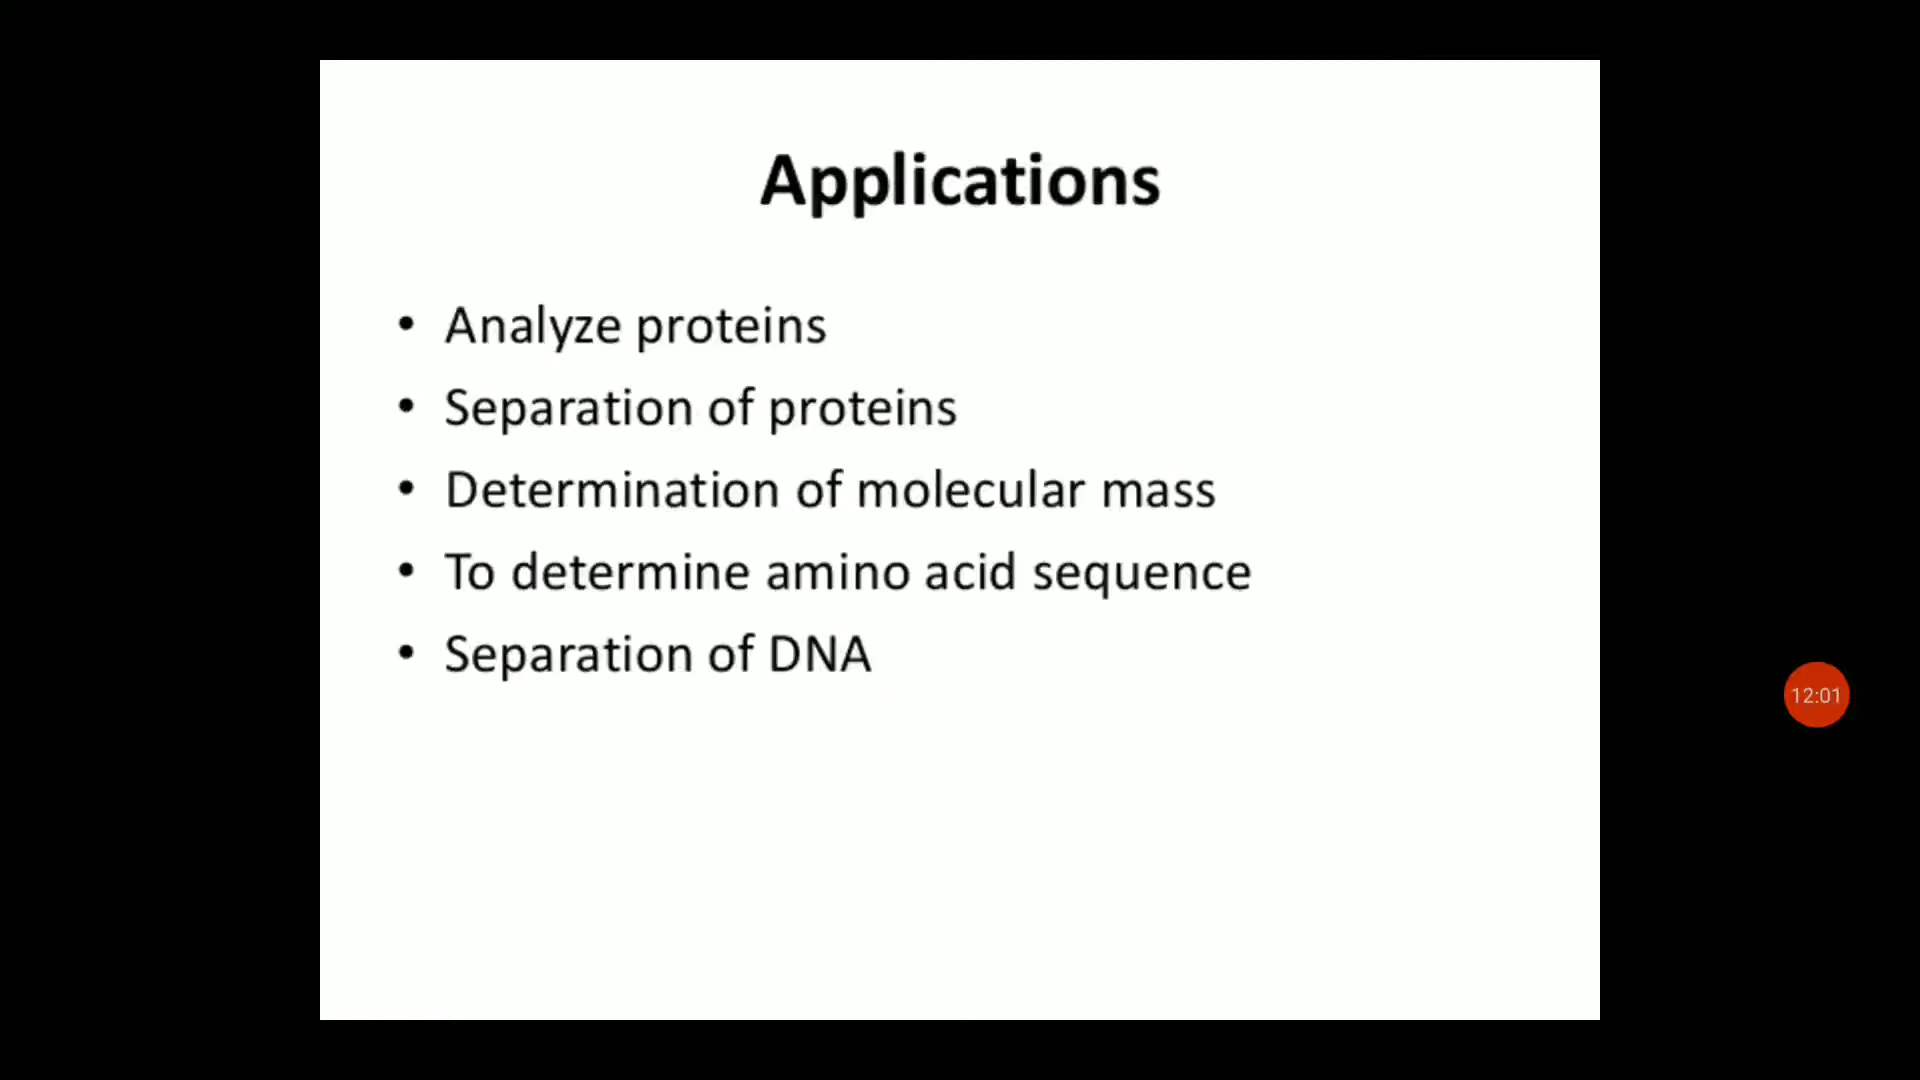 Applications
• Analyze proteins
• Separation of proteins
• Determination of molecular mass
• To determine amino acid sequence
• Separation of DNA
12:01